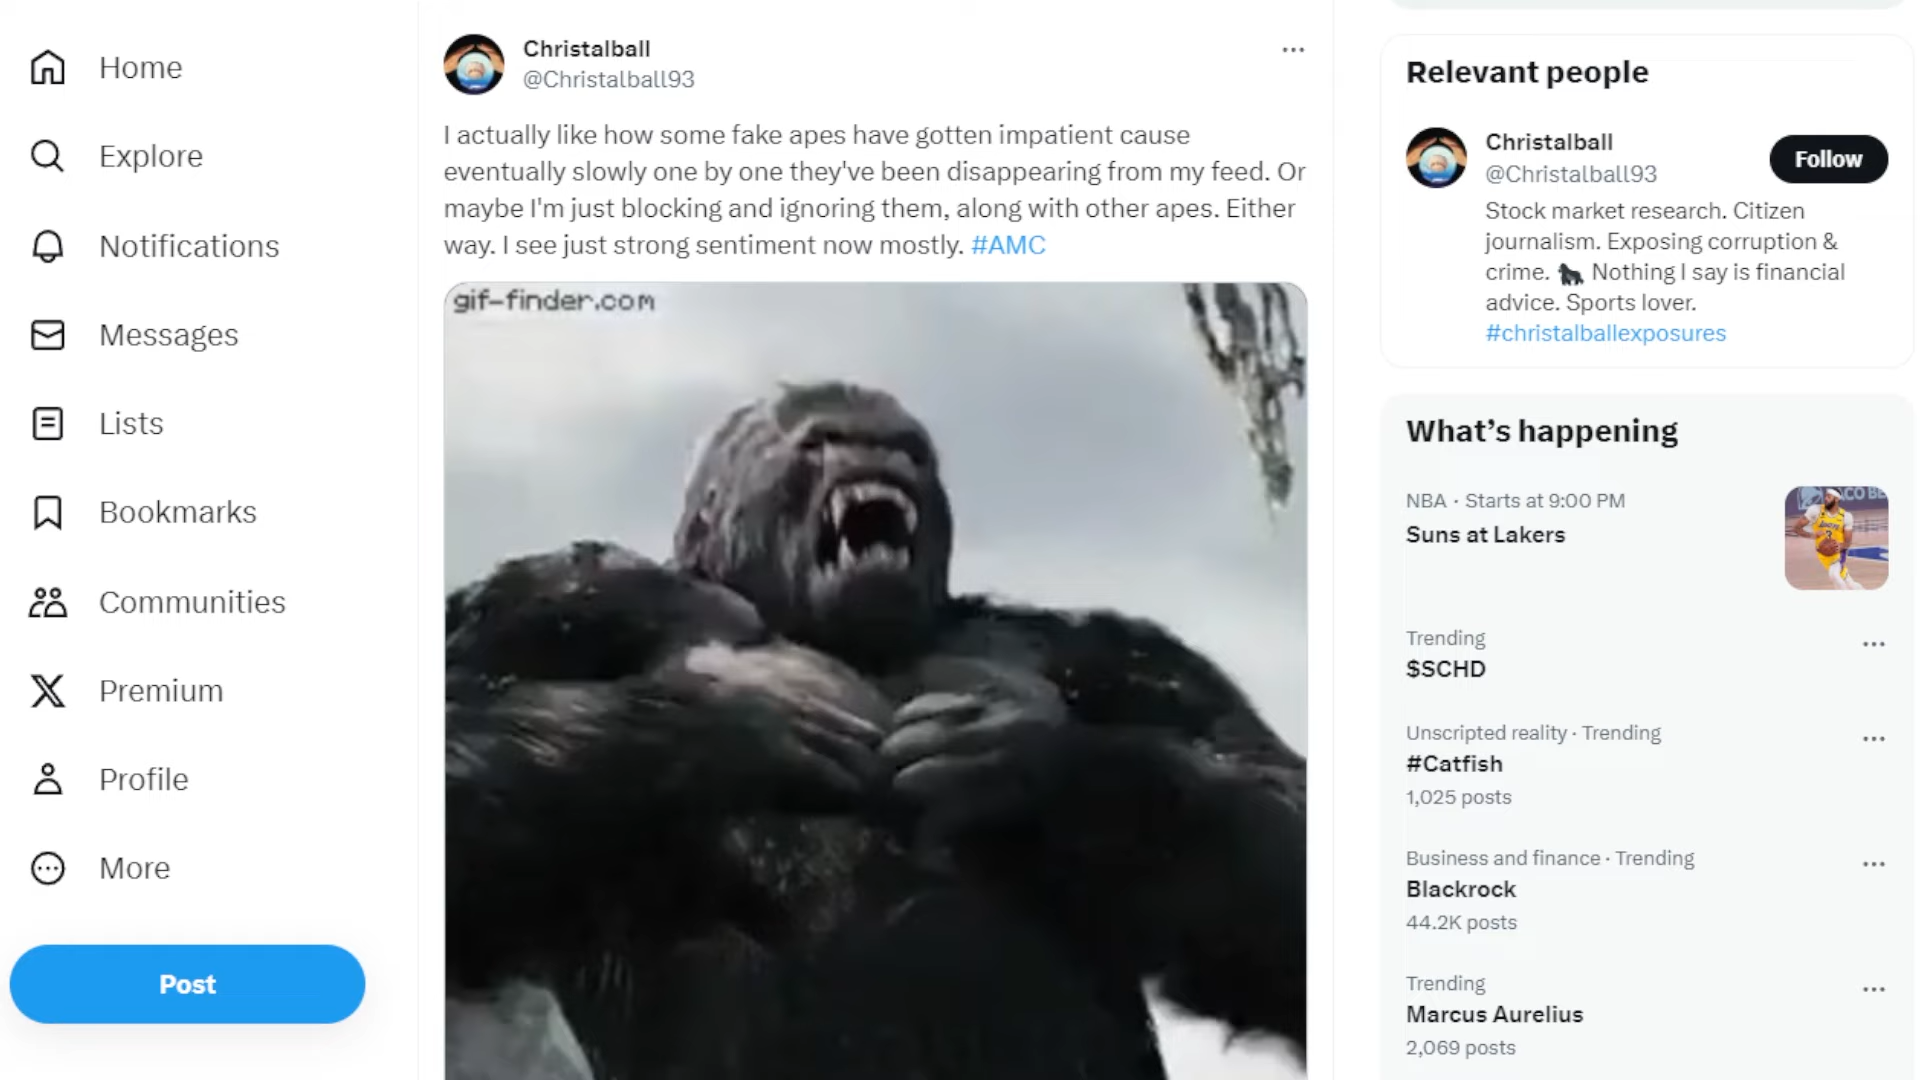 Home
Explore
Notifications
Messages
Lists
Bookmarks
Communities
Premium
Profile
More
Post
Christalball
@Christalball93
I actually like how some fake apes have gotten impatient cause
eventually slowly one by one they've been disappearing from my feed. Or
maybe I'm just blocking and ignoring them, along with other apes. Either
way. I see just strong sentiment now mostly. #AMC
gif-finder.com
Relevant people
Christalball
@Christalball93
Follow
Stock market research. Citizen
journalism. Exposing corruption &
crime. 🦍 Nothing I say is financial
advice. Sports lover.
#christalballexposures
What’s happening
NBA · Starts at 9:00 PM
Suns at Lakers
Trending
$SCHD
Unscripted reality · Trending
#Catfish
1,025 posts
Business and finance · Trending
Blackrock
44.2K posts
Trending
Marcus Aurelius
2,069 posts